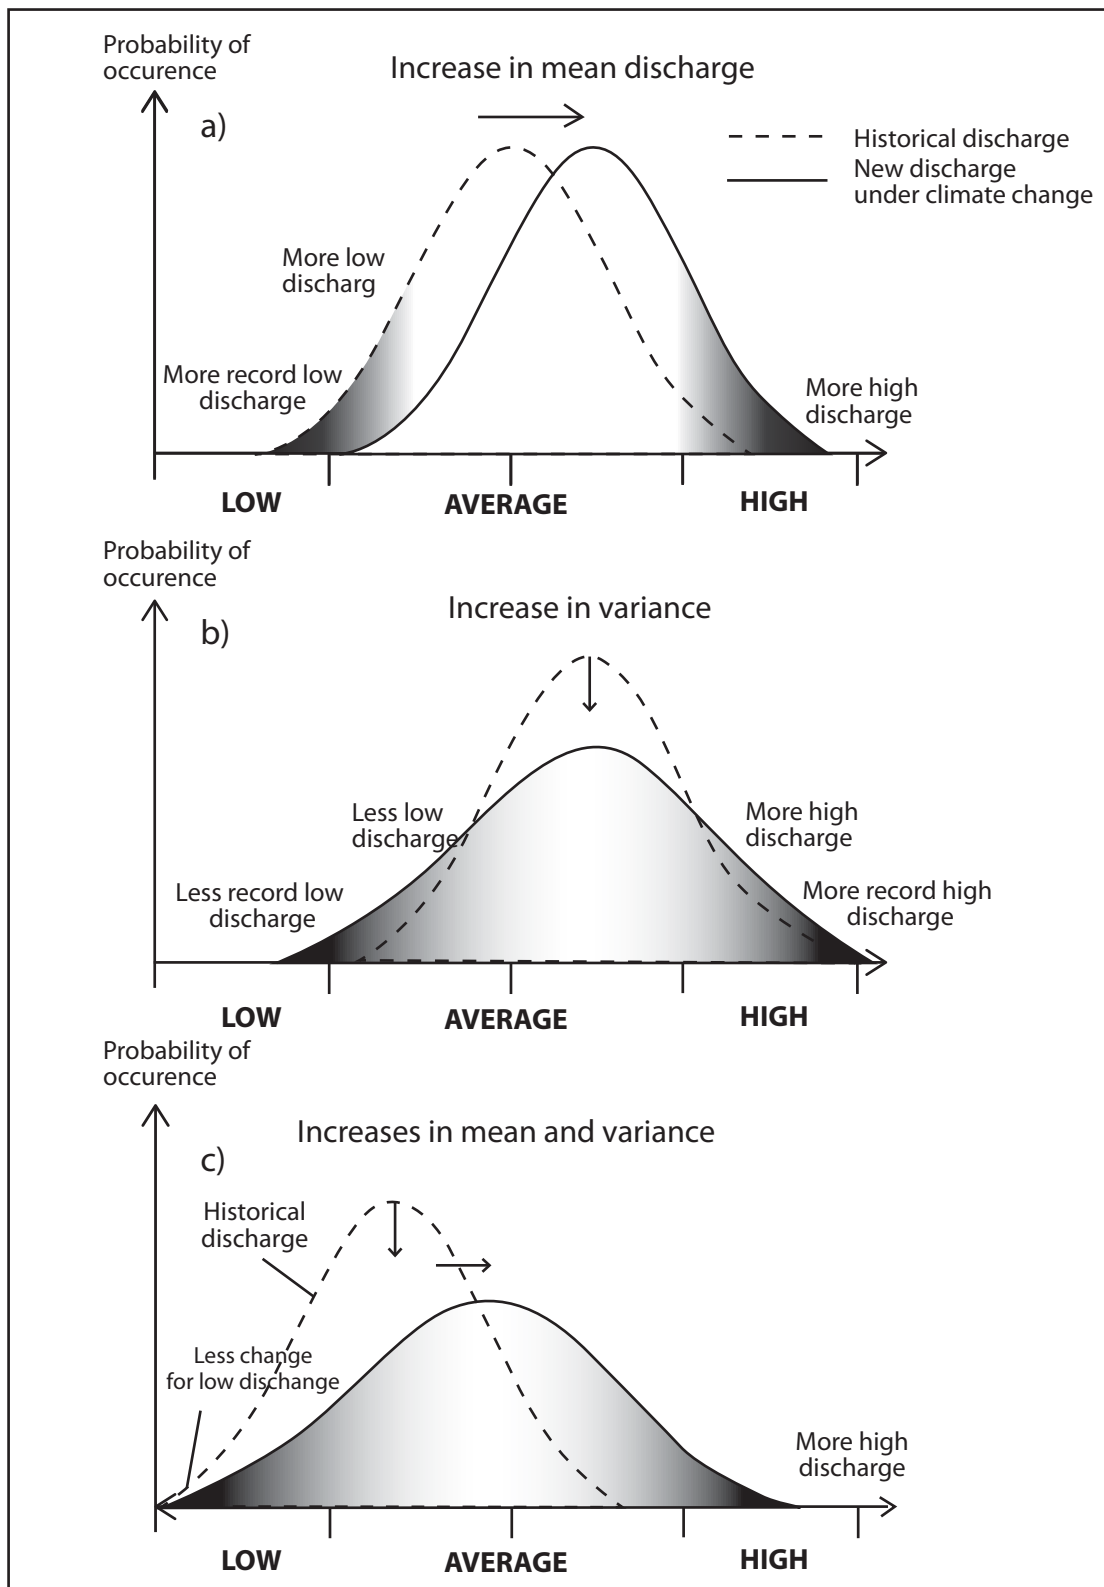 Probability of
occurence
Increase in mean discharge
a)
Historical discharge
New discharge
under climate change
More low
discharg
More record low
discharge
More high
discharge
LOW
AVERAGE
HIGH
Probability of
occurence
Increase in variance
b)
Less low
discharge
More high
discharge
Less record low
discharge
More record high
discharge
LOW
AVERAGE
HIGH
Probability of
occurence
Increases in mean and variance
c)
Historical
discharge
Less change
for low dischange
More high
discharge
LOW
AVERAGE
HIGH